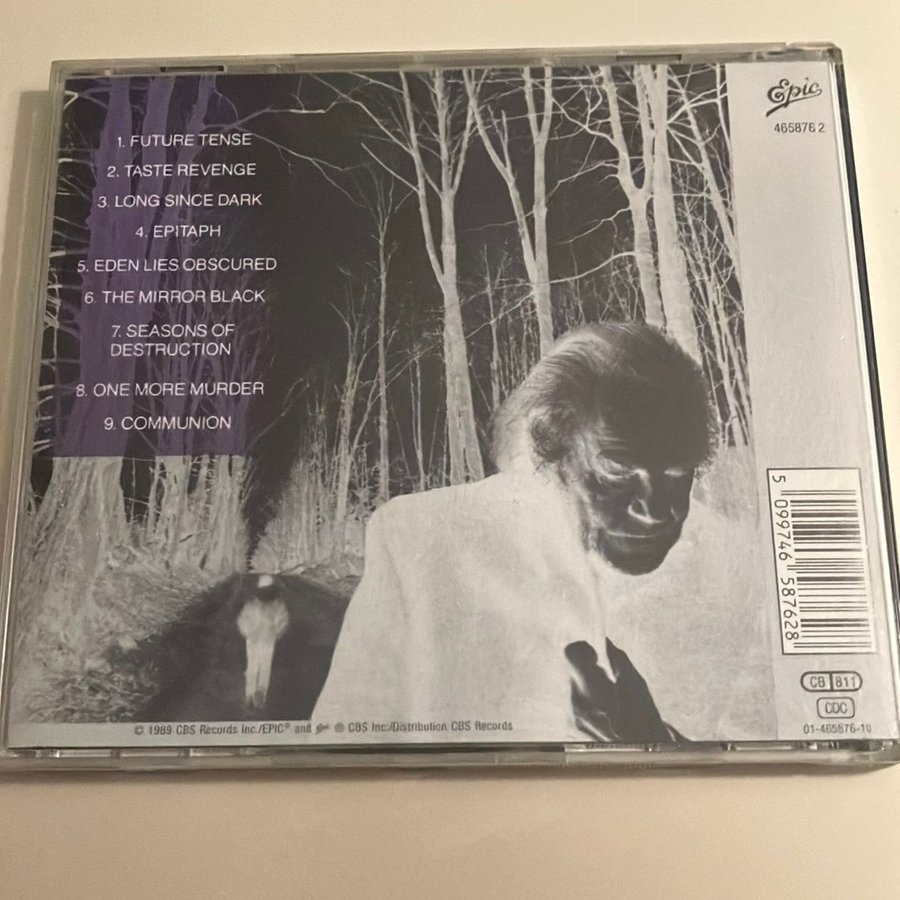 1. FUTURE TENSE
2. TASTE REVENGE
3. LONG SINCE DARK
4. EPITAPH
5. EDEN LIES OBSCURED
6. THE MIRROR BLACK
7. SEASONS OF
DESTRUCTION
8. ONE MORE MURDER
9. COMMUNION
Epic
465876 2
5 099746 587628
CB 811
CDC
01-465876-10
© 1989 CBS Records Inc./EPIC® and ℗ CBS Inc./Distribution CBS Records